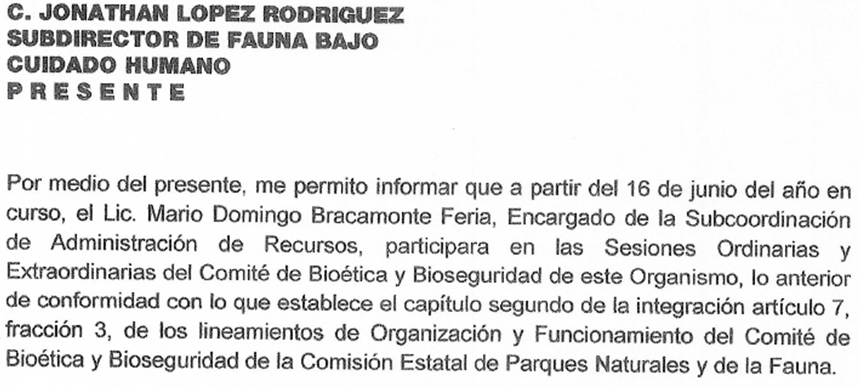 C. JONATHAN LOPEZ RODRIGUEZ
SUBDIRECTOR DE FAUNA BAJO
CUIDADO HUMANO
P R E S E N T E
Por medio del presente, me permito informar que a partir del 16 de junio del año en
curso, el Lic. Mario Domingo Bracamonte Feria, Encargado de la Subcoordinación
de Administración de Recursos, participara en las Sesiones Ordinarias y
Extraordinarias del Comité de Bioética y Bioseguridad de este Organismo, lo anterior
de conformidad con lo que establece el capítulo segundo de la integración artículo 7,
fracción 3, de los lineamientos de Organización y Funcionamiento del Comité de
Bioética y Bioseguridad de la Comisión Estatal de Parques Naturales y de la Fauna.